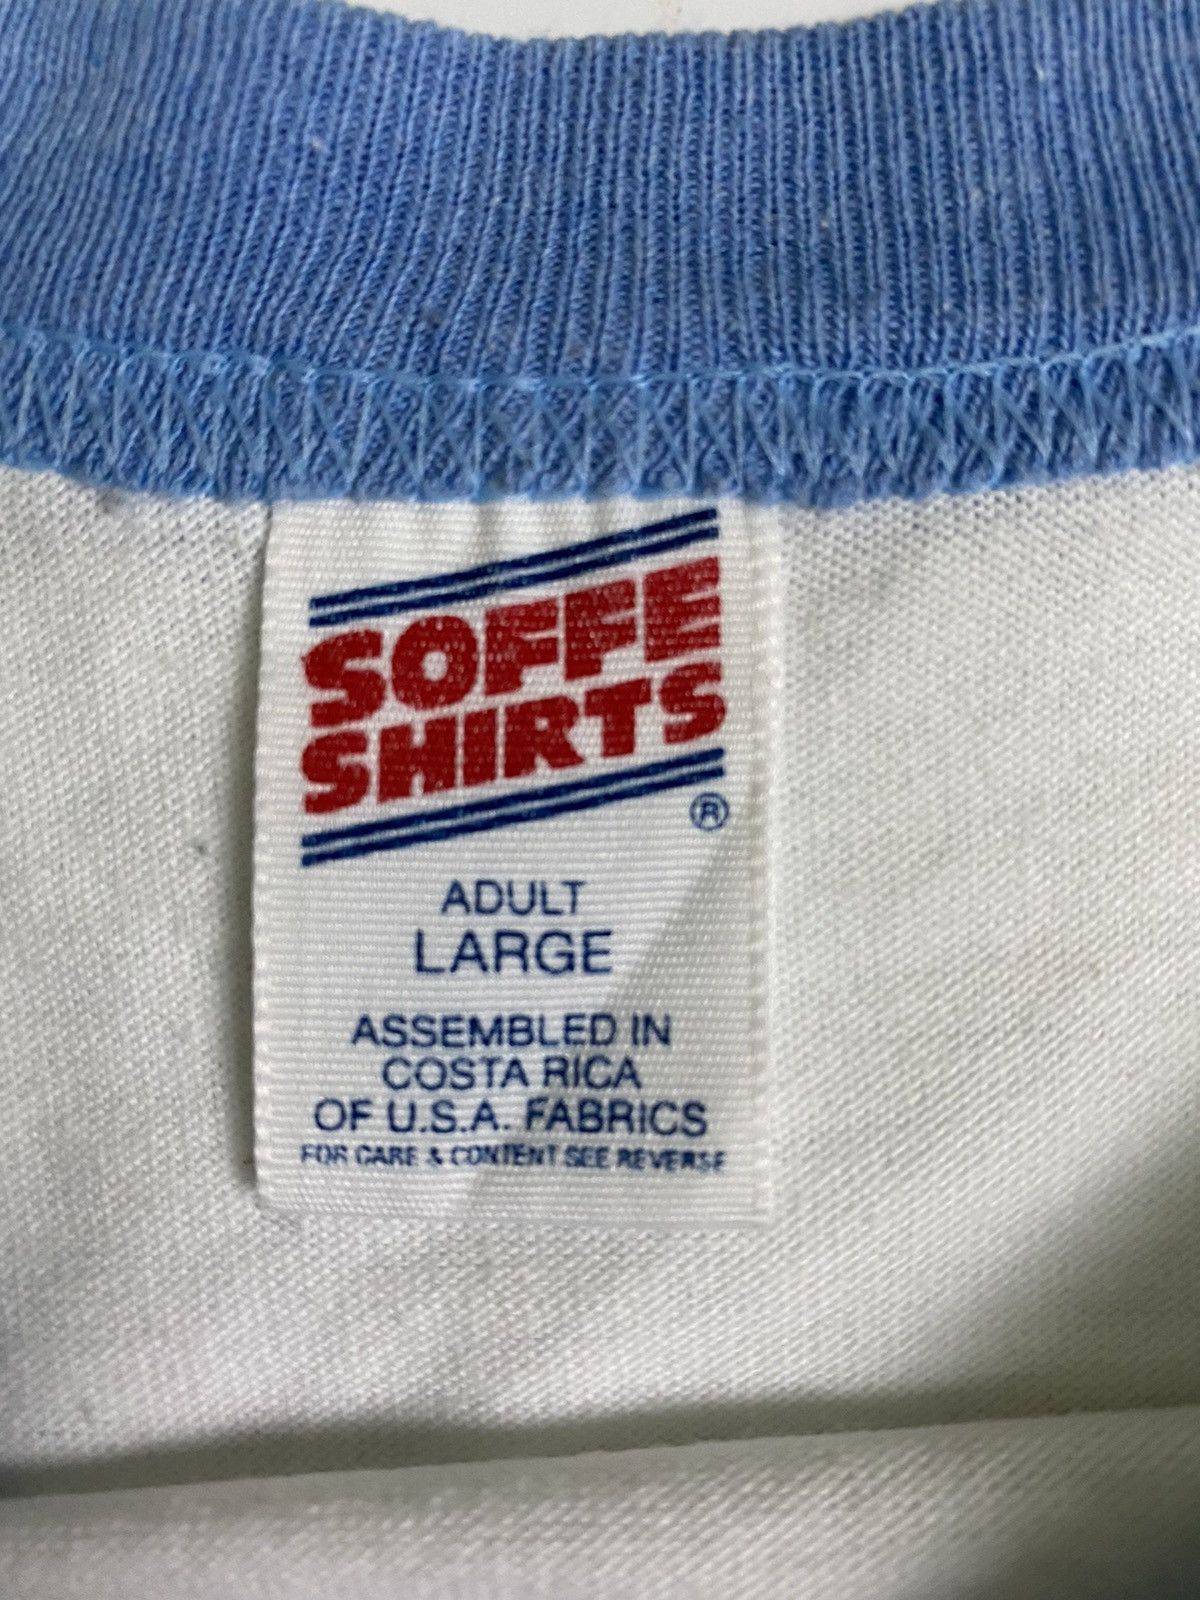 SOFFE
SHIRTS
®
ADULT
LARGE
ASSEMBLED IN
COSTA RICA
OF U.S.A. FABRICS
FOR CARE & CONTENT SEE REVERSE